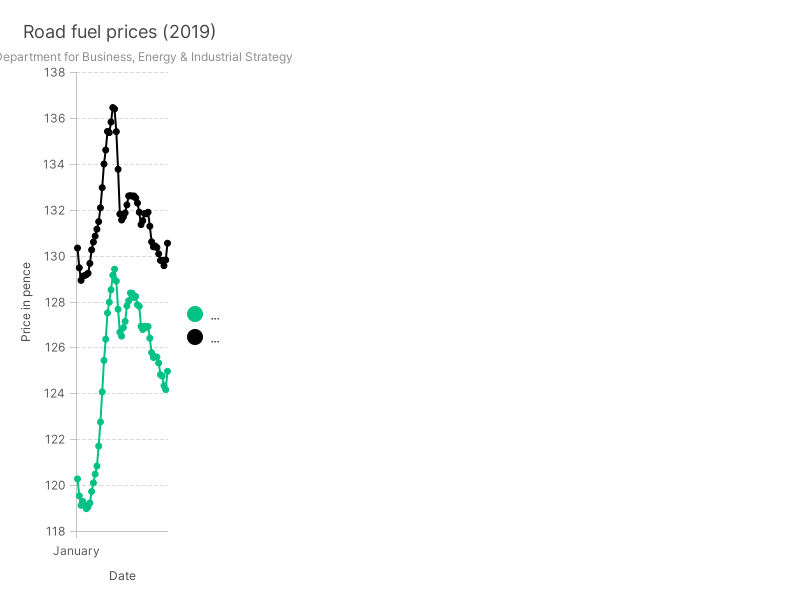 Road fuel prices (2019)
Department for Business, Energy & Industrial Strategy
138
136
134
132
130
128
126
124
122
120
118
Price in pence
January
Date
...
...